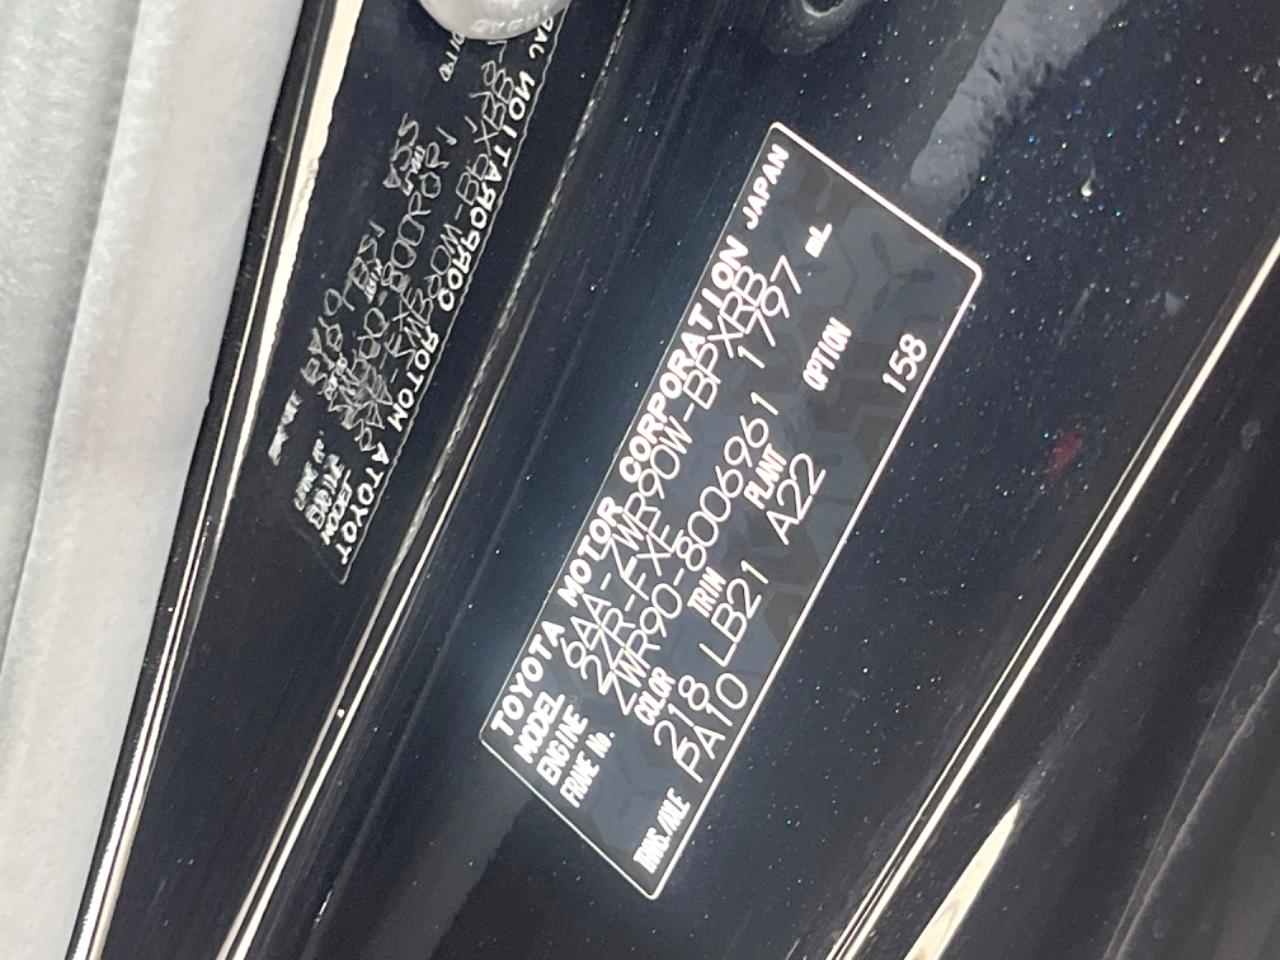 TOYOTA MOTOR CORPORATION JAPAN
MODEL 6AA-ZWR90W-BPXRB
ENGINE 2ZR-FXE 1797 mL
FRAME No. ZWR90-8006961
COLOR TRIM PLANT OPTION
218 LB21 A22 158
TRANS./AXLE PA10